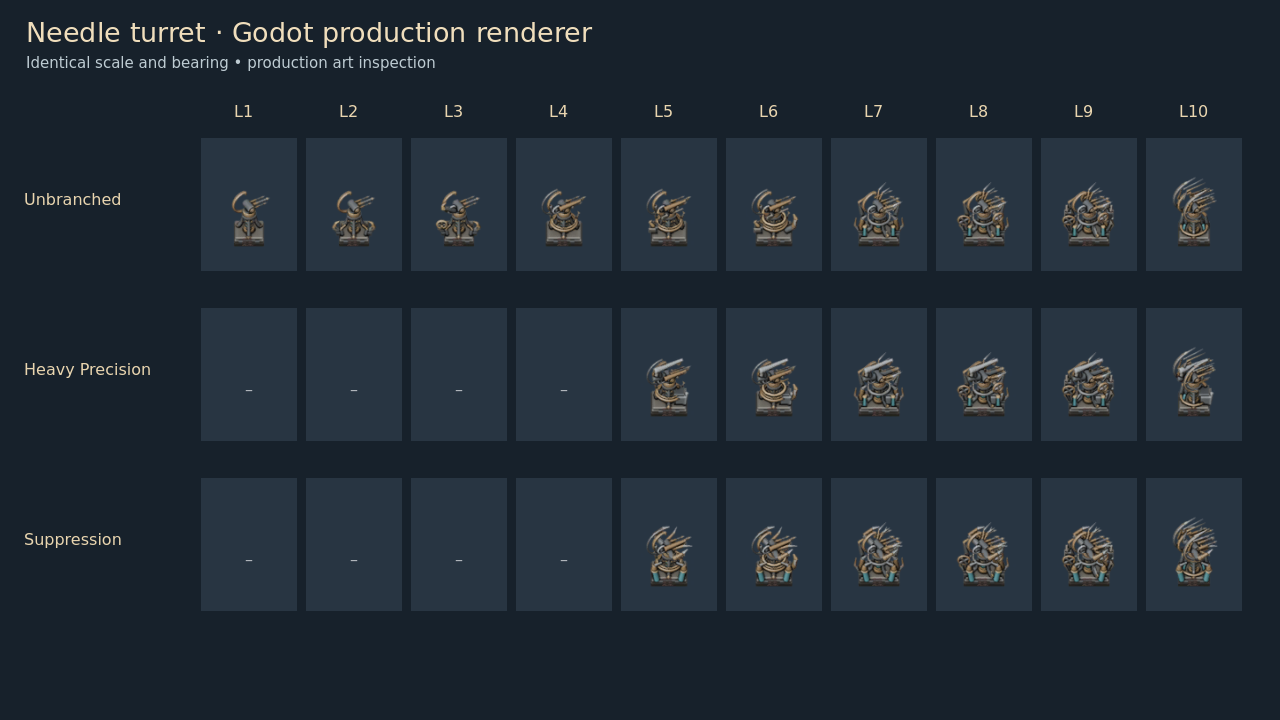 Needle turret · Godot production renderer
Identical scale and bearing • production art inspection
L1 L2 L3 L4 L5 L6 L7 L8 L9 L10
Unbranched
Heavy Precision
– – – –
Suppression
– – – –